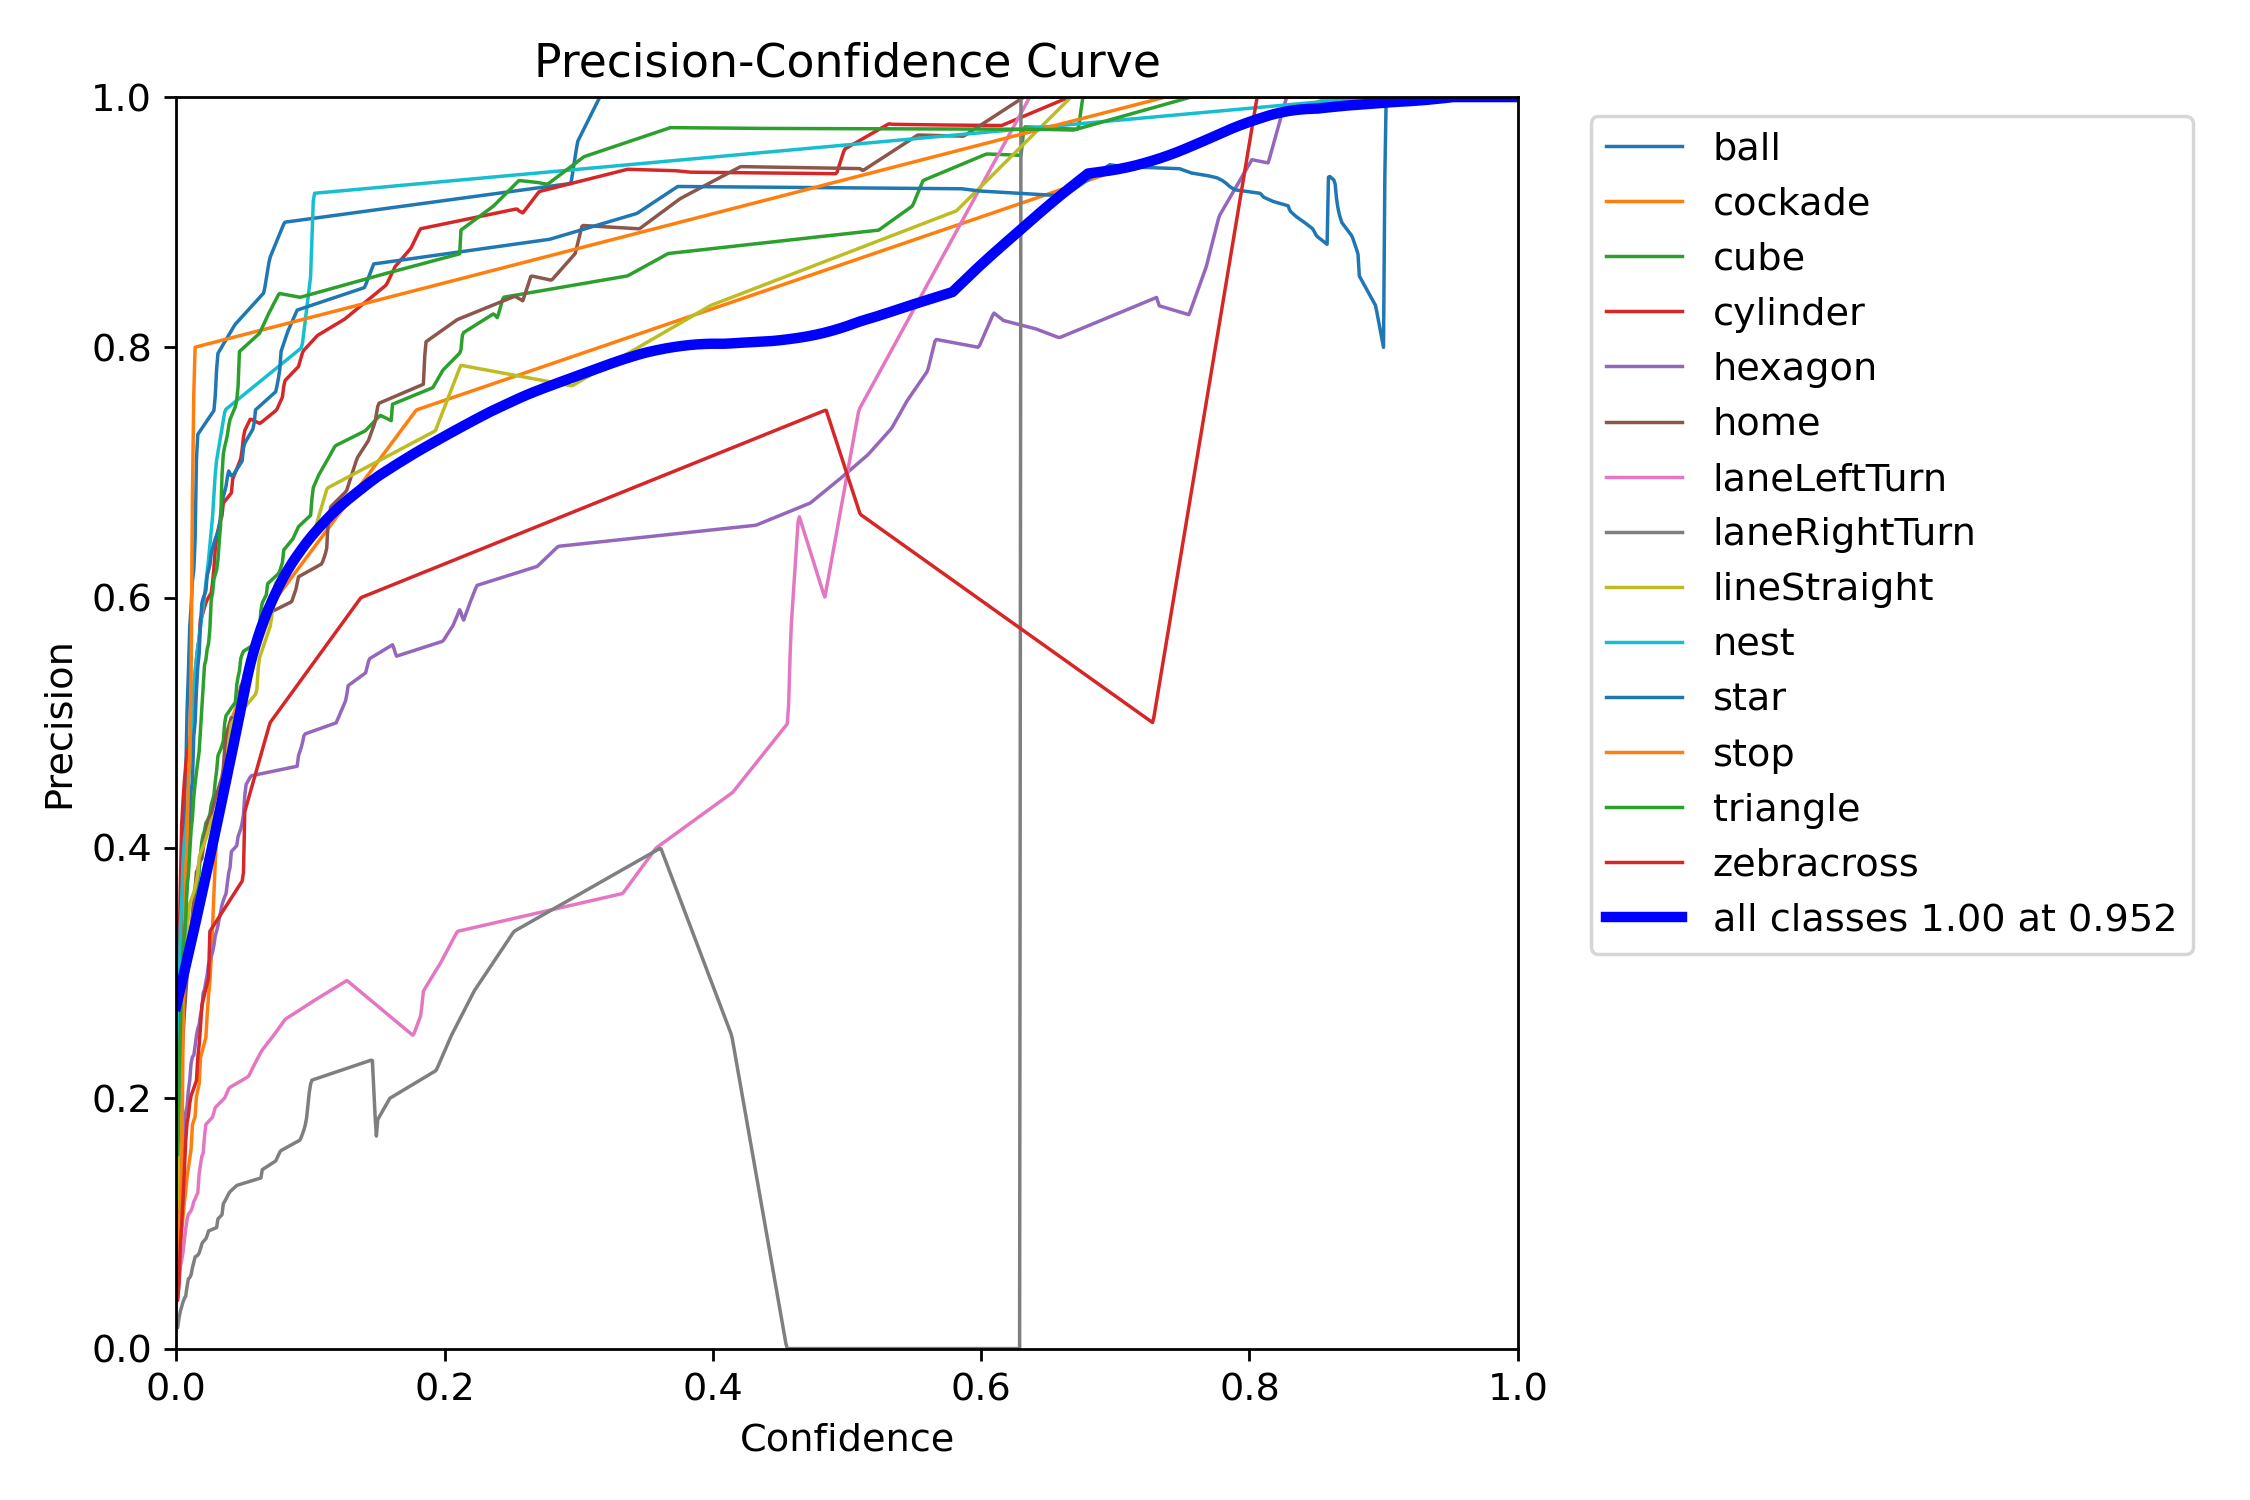 Precision-Confidence Curve
1.0
0.8
0.6
0.4
0.2
0.0
Precision
0.0 0.2 0.4 0.6 0.8 1.0
Confidence
ball
cockade
cube
cylinder
hexagon
home
laneLeftTurn
laneRightTurn
lineStraight
nest
star
stop
triangle
zebracross
all classes 1.00 at 0.952